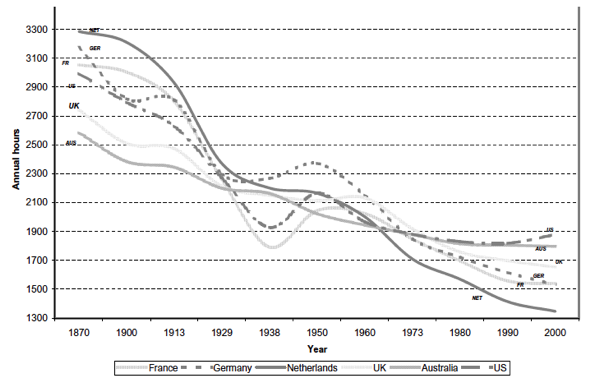 3300
3100
2900
2700
2500
2300
2100
1900
1700
1500
1300
Annual hours
NET
GER
FR
US
UK
AUS
US
AUS
UK
GER
FR
NET
1870 1900 1913 1929 1938 1950 1960 1973 1980 1990 2000
Year
France Germany Netherlands UK Australia US